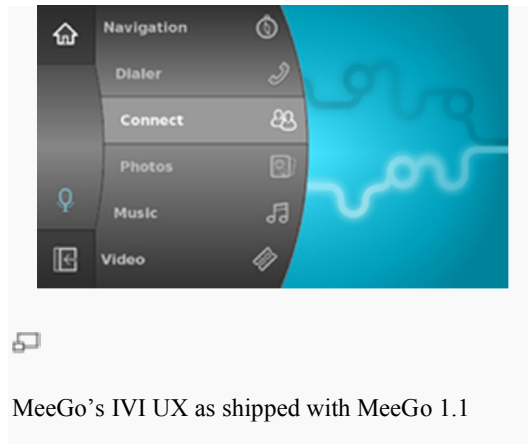 Navigation
Dialer
Connect
Photos
Music
Video
MeeGo's IVI UX as shipped with MeeGo 1.1